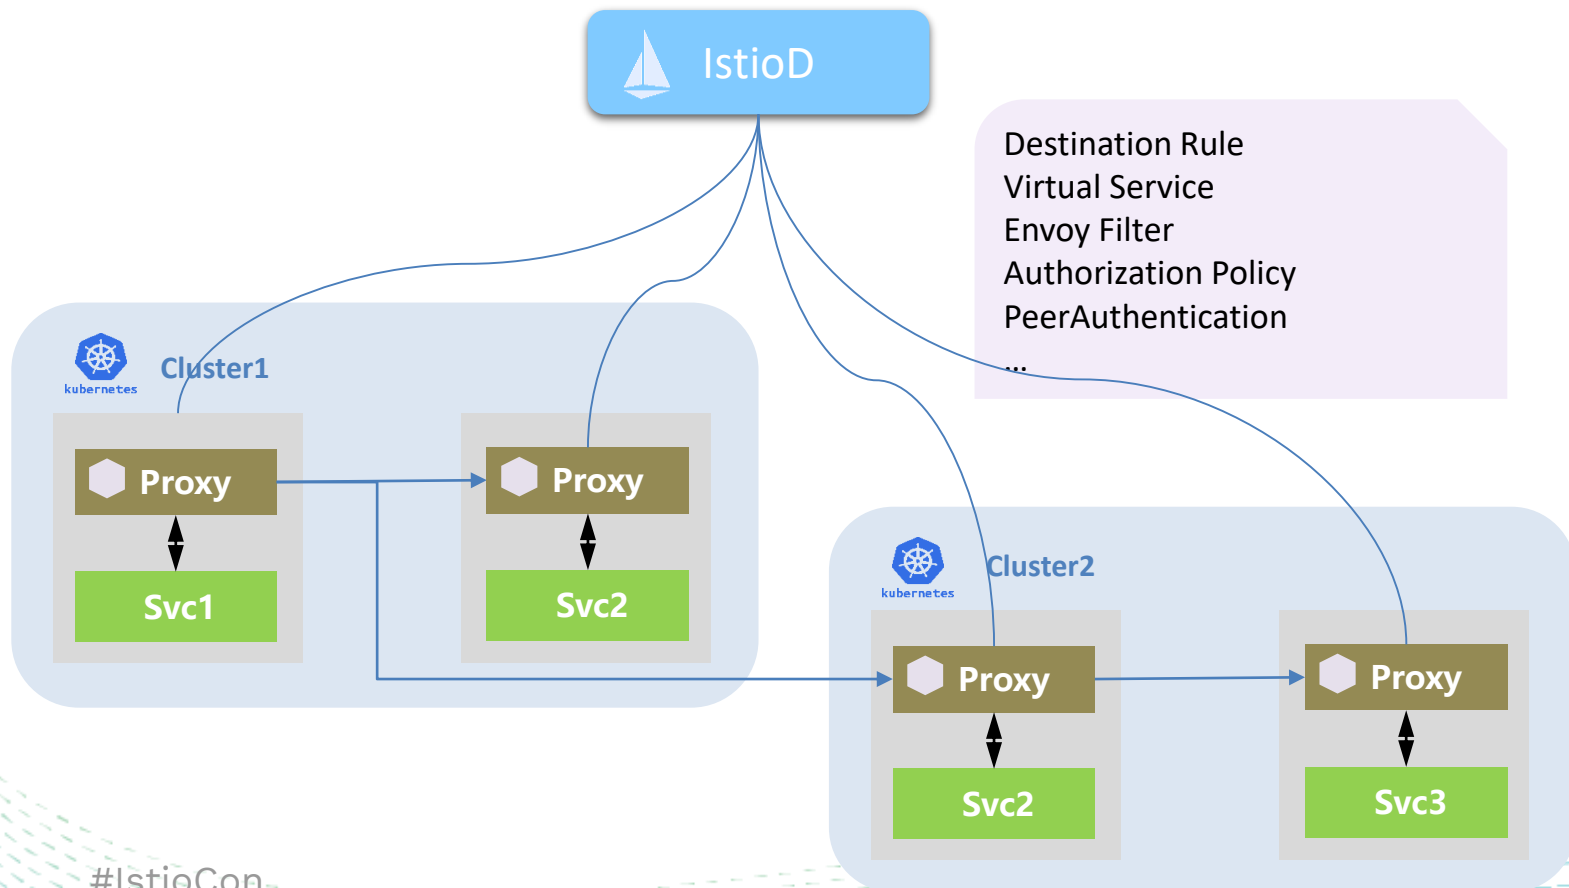 IstioD
Destination Rule
Virtual Service
Envoy Filter
Authorization Policy
PeerAuthentication
...
kubernetes
Cluster1
Proxy
Proxy
Svc1
Svc2
kubernetes
Cluster2
Proxy
Proxy
Svc2
Svc3
#IstioCon